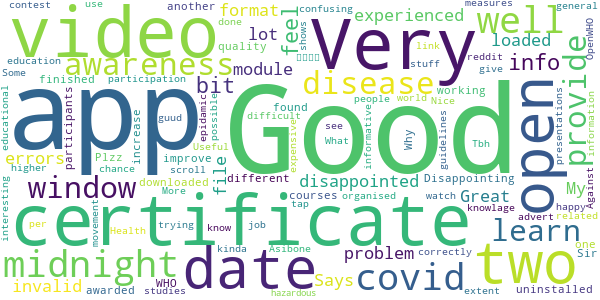 contest
use
another
done
measures
general
format
confusing
reddit
OpenWHO
video
Very
well
feel
experienced
link
lot
quality
shows
stuff
give
education
awareness
module
loaded
info
Some
finished
participation
working
Nice
bit
disease
found
people
world
app
Good
open
provide
educational
participants
errors
Plzz
increase
guud
epidamic
possible
difficult
informative
see
Why
guidelines
Tbh
presentations
information
higher
chance
improve
Useful
What
downloaded
scroll
expensive
file
window
More
different
disappointed
Disappointing
My
Against
courses
organised
watch
Great
knowlage
interesting
certificate
movement
tap
advert
related
per
trying
job
know
learn
happy
one
midnight
date
problem
correctly
two
Sir
Health
kinda
Asibone
Says
covid
invalid
WHO
uninstalled
awarded
studies
extent
hazardous